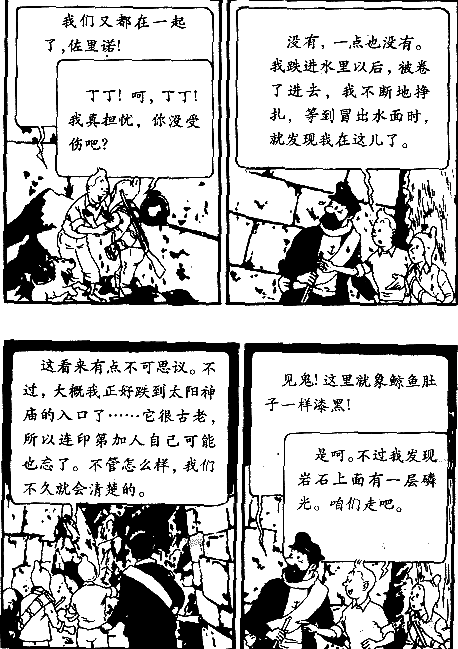 我们又都在一起
了,佐里诺!
丁丁!呵,丁丁!
我真担忧,你没受
伤吧?
没有,一点也没有。
我跌进水里以后,被卷
了进去,我不断地挣
扎,等到冒出水面时,
就发现我在这儿了。
这看来有点不可思议。不
过,大概我正好跌到太阳神
庙的入口了……它很古老,
所以连印第加人自己可能
也忘了。不管怎么样,我们
不久就会清楚的。
见鬼!这里就象鲸鱼肚
子一样漆黑!
是呵。不过我发现
岩石上面有一层磷
光。咱们走吧。